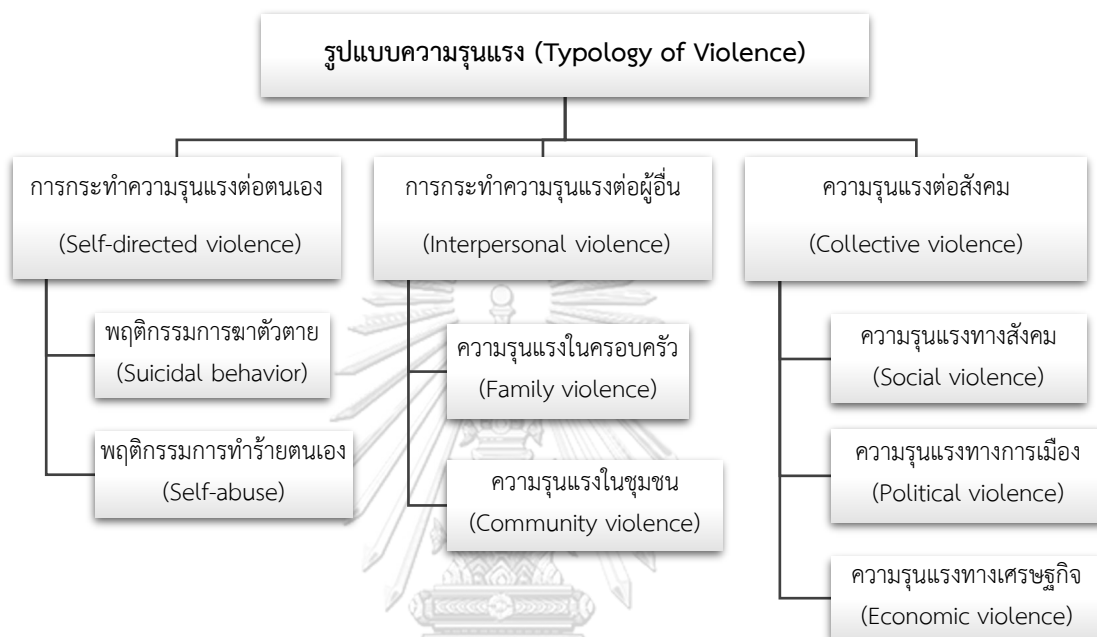 รูปแบบความรุนแรง (Typology of Violence)
การกระทำความรุนแรงต่อตนเอง
(Self-directed violence)
พฤติกรรมการฆาตัวตาย
(Suicidal behavior)
พฤติกรรมการทำร้ายตนเอง
(Self-abuse)
การกระทำความรุนแรงต่อผู้อื่น
(Interpersonal violence)
ความรุนแรงในครอบครัว
(Family violence)
ความรุนแรงในชุมชน
(Community violence)
ความรุนแรงต่อสังคม
(Collective violence)
ความรุนแรงทางสังคม
(Social violence)
ความรุนแรงทางการเมือง
(Political violence)
ความรุนแรงทางเศรษฐกิจ
(Economic violence)